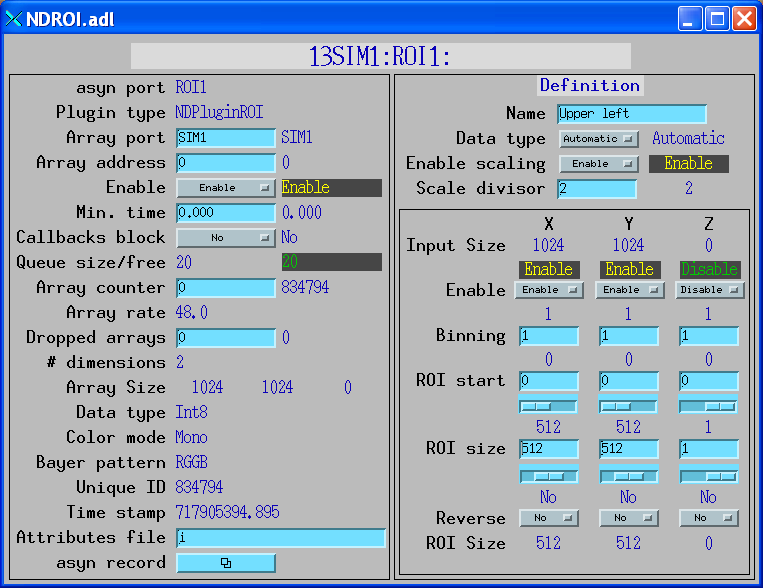 NDROI.adl
13SIM1:ROI1:
asyn port ROI1
Plugin type NDPluginROI
Array port SIM1 SIM1
Array address 0 0
Enable Enable Enable
Min. time 0.000 0.000
Callbacks block No No
Queue size/free 20 20
Array counter 0 834794
Array rate 48.0
Dropped arrays 0 0
# dimensions 2
Array Size 1024 1024 0
Data type Int8
Color mode Mono
Bayer pattern RGGB
Unique ID 834794
Time stamp 717905394.895
Attributes file i
asyn record
Definition
Name Upper left
Data type Automatic Automatic
Enable scaling Enable Enable
Scale divisor 2 2
X Y Z
Input Size 1024 1024 0
Enable Enable Disable
Enable Enable Enable Disable
1 1 1
Binning 1 1 1
0 0 0
ROI start 0 0 0
512 512 1
ROI size 512 512 1
No No No
Reverse No No No
ROI Size 512 512 0